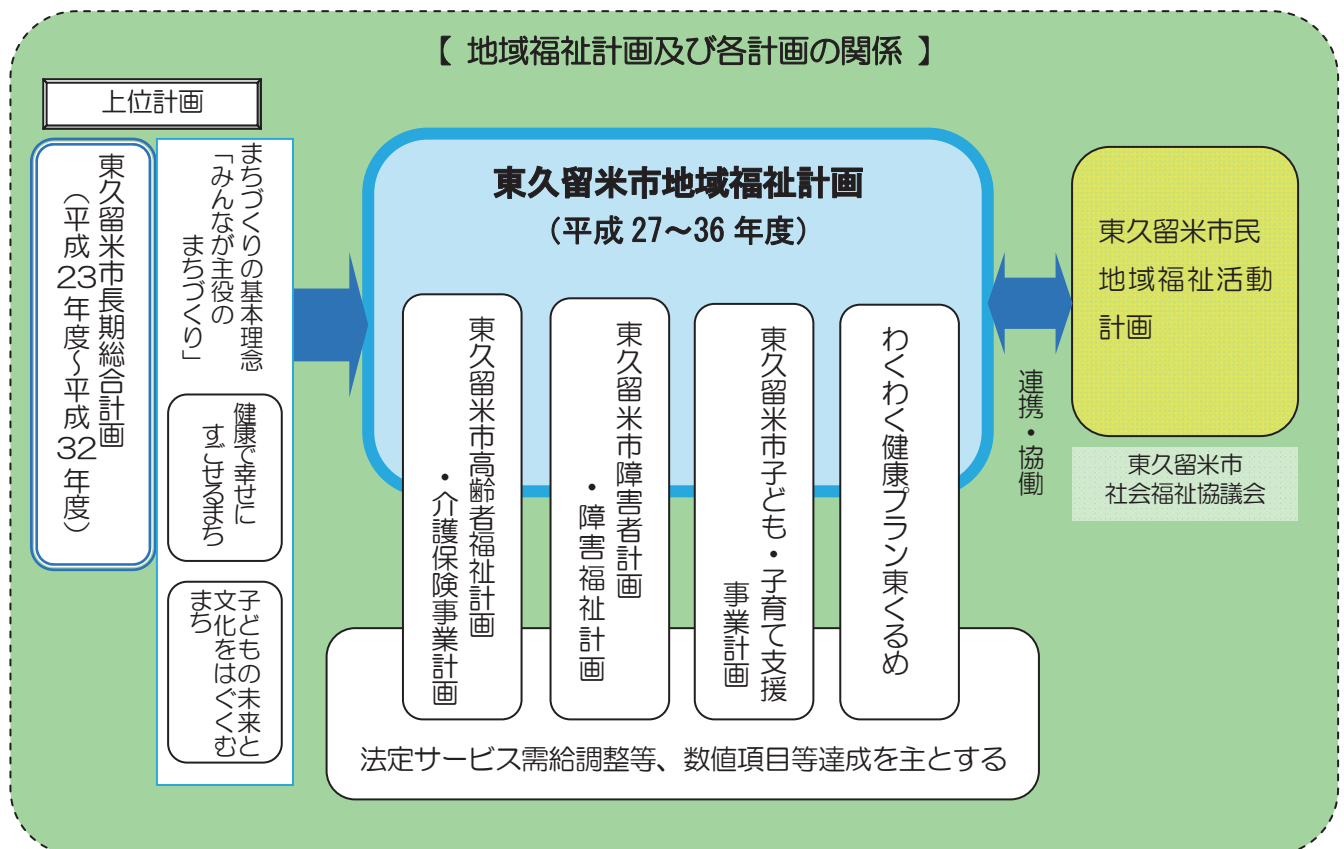 【 地域福祉計画及び各計画の関係 】
上位計画
東久留米市長期総合計画
（平成23年度～平成32年度）
まちづくりの基本理念
「みんなが主役の
まちづくり」
健康で幸せに
すごせるまち
子どもの未来と
文化をはぐくむ
まち
東久留米市地域福祉計画
（平成 27～36 年度）
東久留米市高齢者福祉計画
・介護保険事業計画
東久留米市障害者計画
・障害福祉計画
東久留米市子ども・子育て支援
事業計画
わくわく健康プラン東くるめ
法定サービス需給調整等、数値項目等達成を主とする
連携・協働
東久留米市民
地域福祉活動
計画
東久留米市
社会福祉協議会